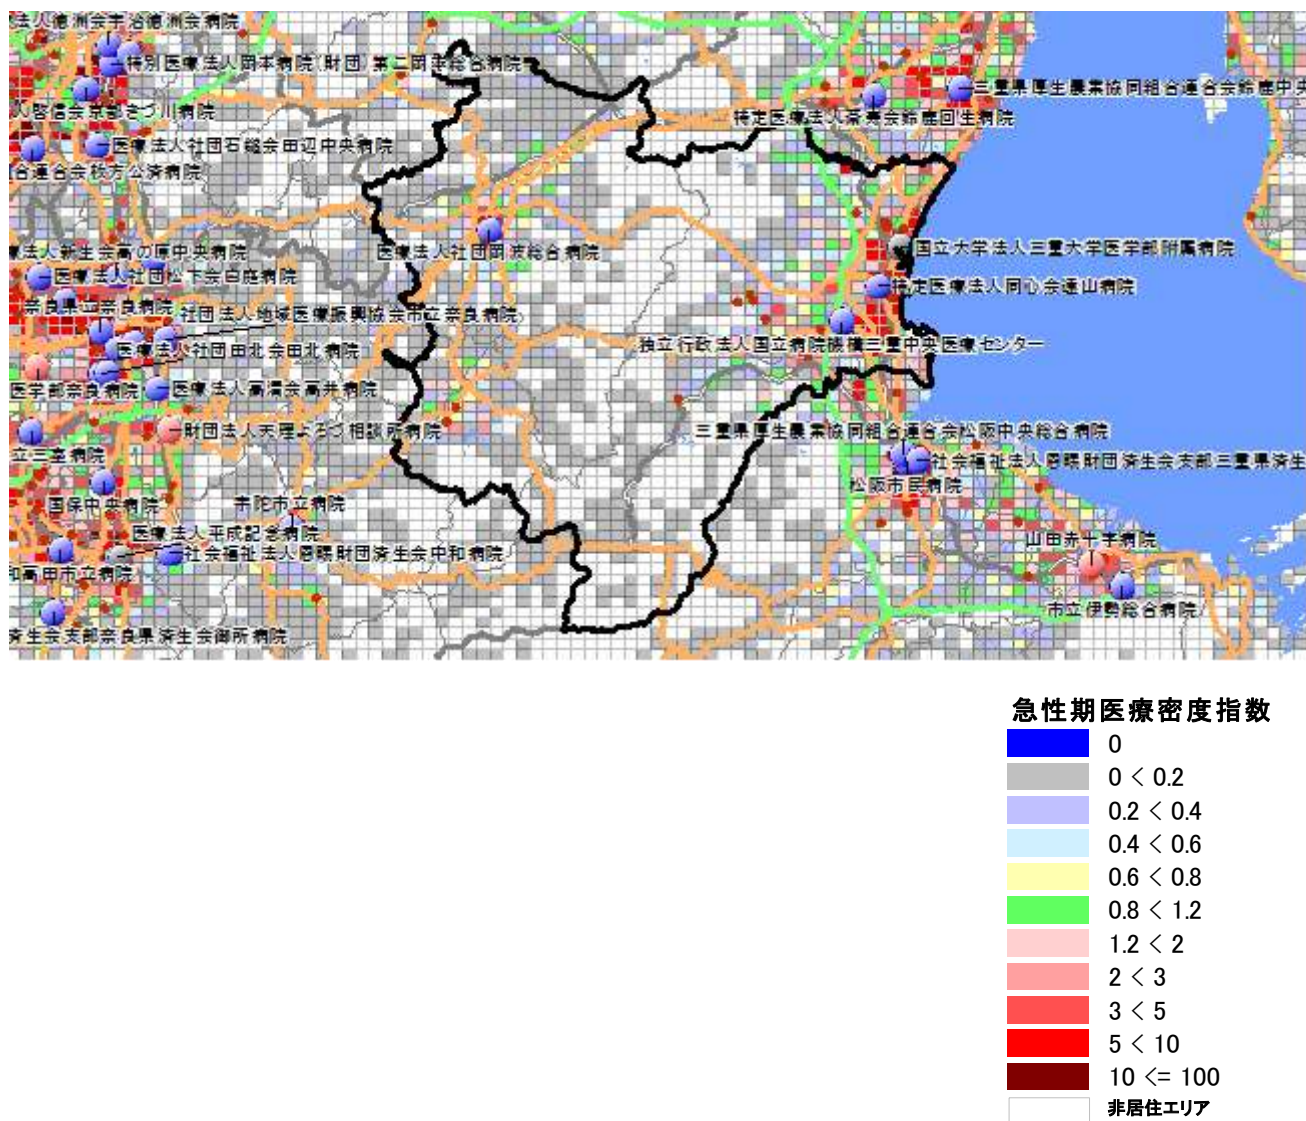 法人徳洲会宇治徳洲会病院
特別医療法人岡本病院(財団)第二岡本総合病院
三重県厚生農業協同組合連合会鈴鹿中央
人啓信会京都きづ川病院
特定医療法人斎寿会鈴鹿回生病院
医療法人社団石鎚会田辺中央病院
合連合会枚方公済病院
療法人新生会高の原中央病院
医療法人社団岡波総合病院
国立大学法人三重大学医学部附属病院
医療法人社団松下会白庭病院
特定医療法人同心会遠山病院
奈良県立奈良病院
社団法人地域医療振興協会市立奈良病院
医療法人社団田北会田北病院
独立行政法人国立病院機構三重中央医療センター
医学部奈良病院
医療法人高清会高井病院
財団法人天理よろづ相談所病院
三重県厚生農業協同組合連合会松阪中央総合病院
立三室病院
社会福祉法人恩賜財団済生会支部三重県済生
国保中央病院
宇陀市立病院
松阪市民病院
医療法人平成記念病院
山田赤十字病院
社会福祉法人恩賜財団済生会中和病院
和高田市立病院
市立伊勢総合病院
済生会支部奈良県済生会御所病院
急性期医療密度指数
0
0 < 0.2
0.2 < 0.4
0.4 < 0.6
0.6 < 0.8
0.8 < 1.2
1.2 < 2
2 < 3
3 < 5
5 < 10
10 <= 100
非居住エリア